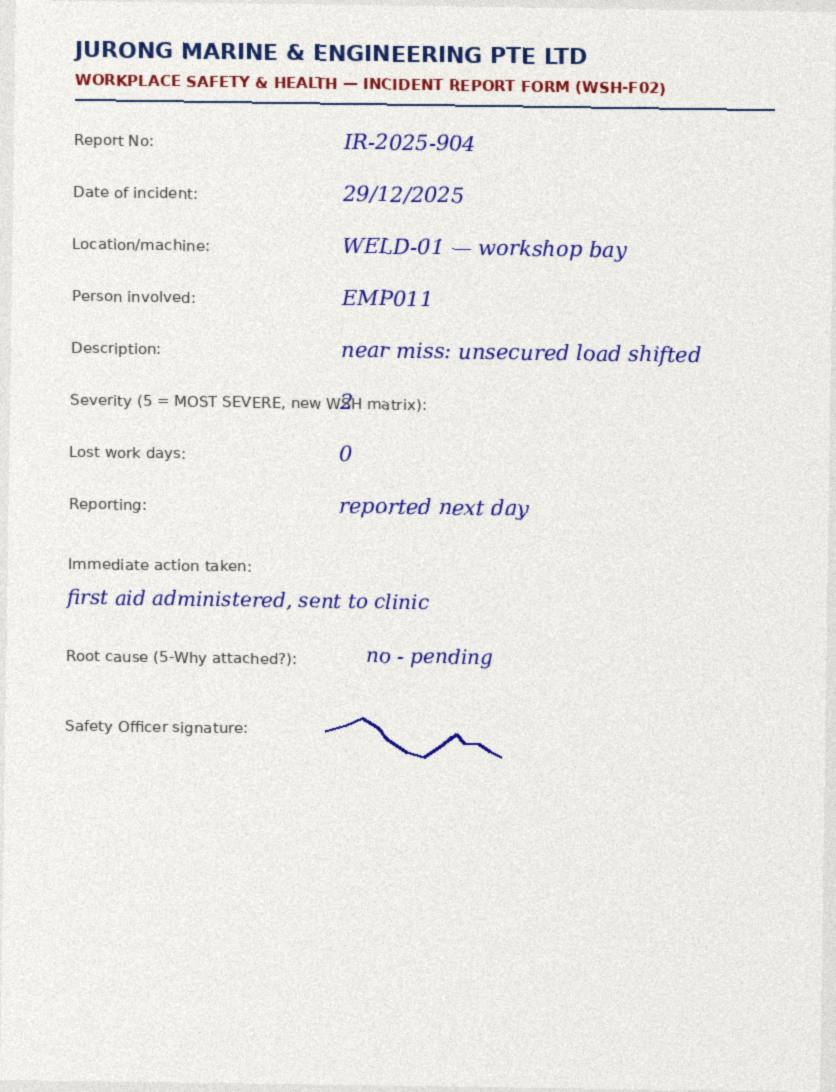 JURONG MARINE & ENGINEERING PTE LTD
WORKPLACE SAFETY & HEALTH — INCIDENT REPORT FORM (WSH-F02)
Report No: IR-2025-904
Date of incident: 29/12/2025
Location/machine: WELD-01 — workshop bay
Person involved: EMP011
Description: near miss: unsecured load shifted
Severity (5 = MOST SEVERE, new WSH matrix): 2
Lost work days: 0
Reporting: reported next day
Immediate action taken:
first aid administered, sent to clinic
Root cause (5-Why attached?): no - pending
Safety Officer signature: